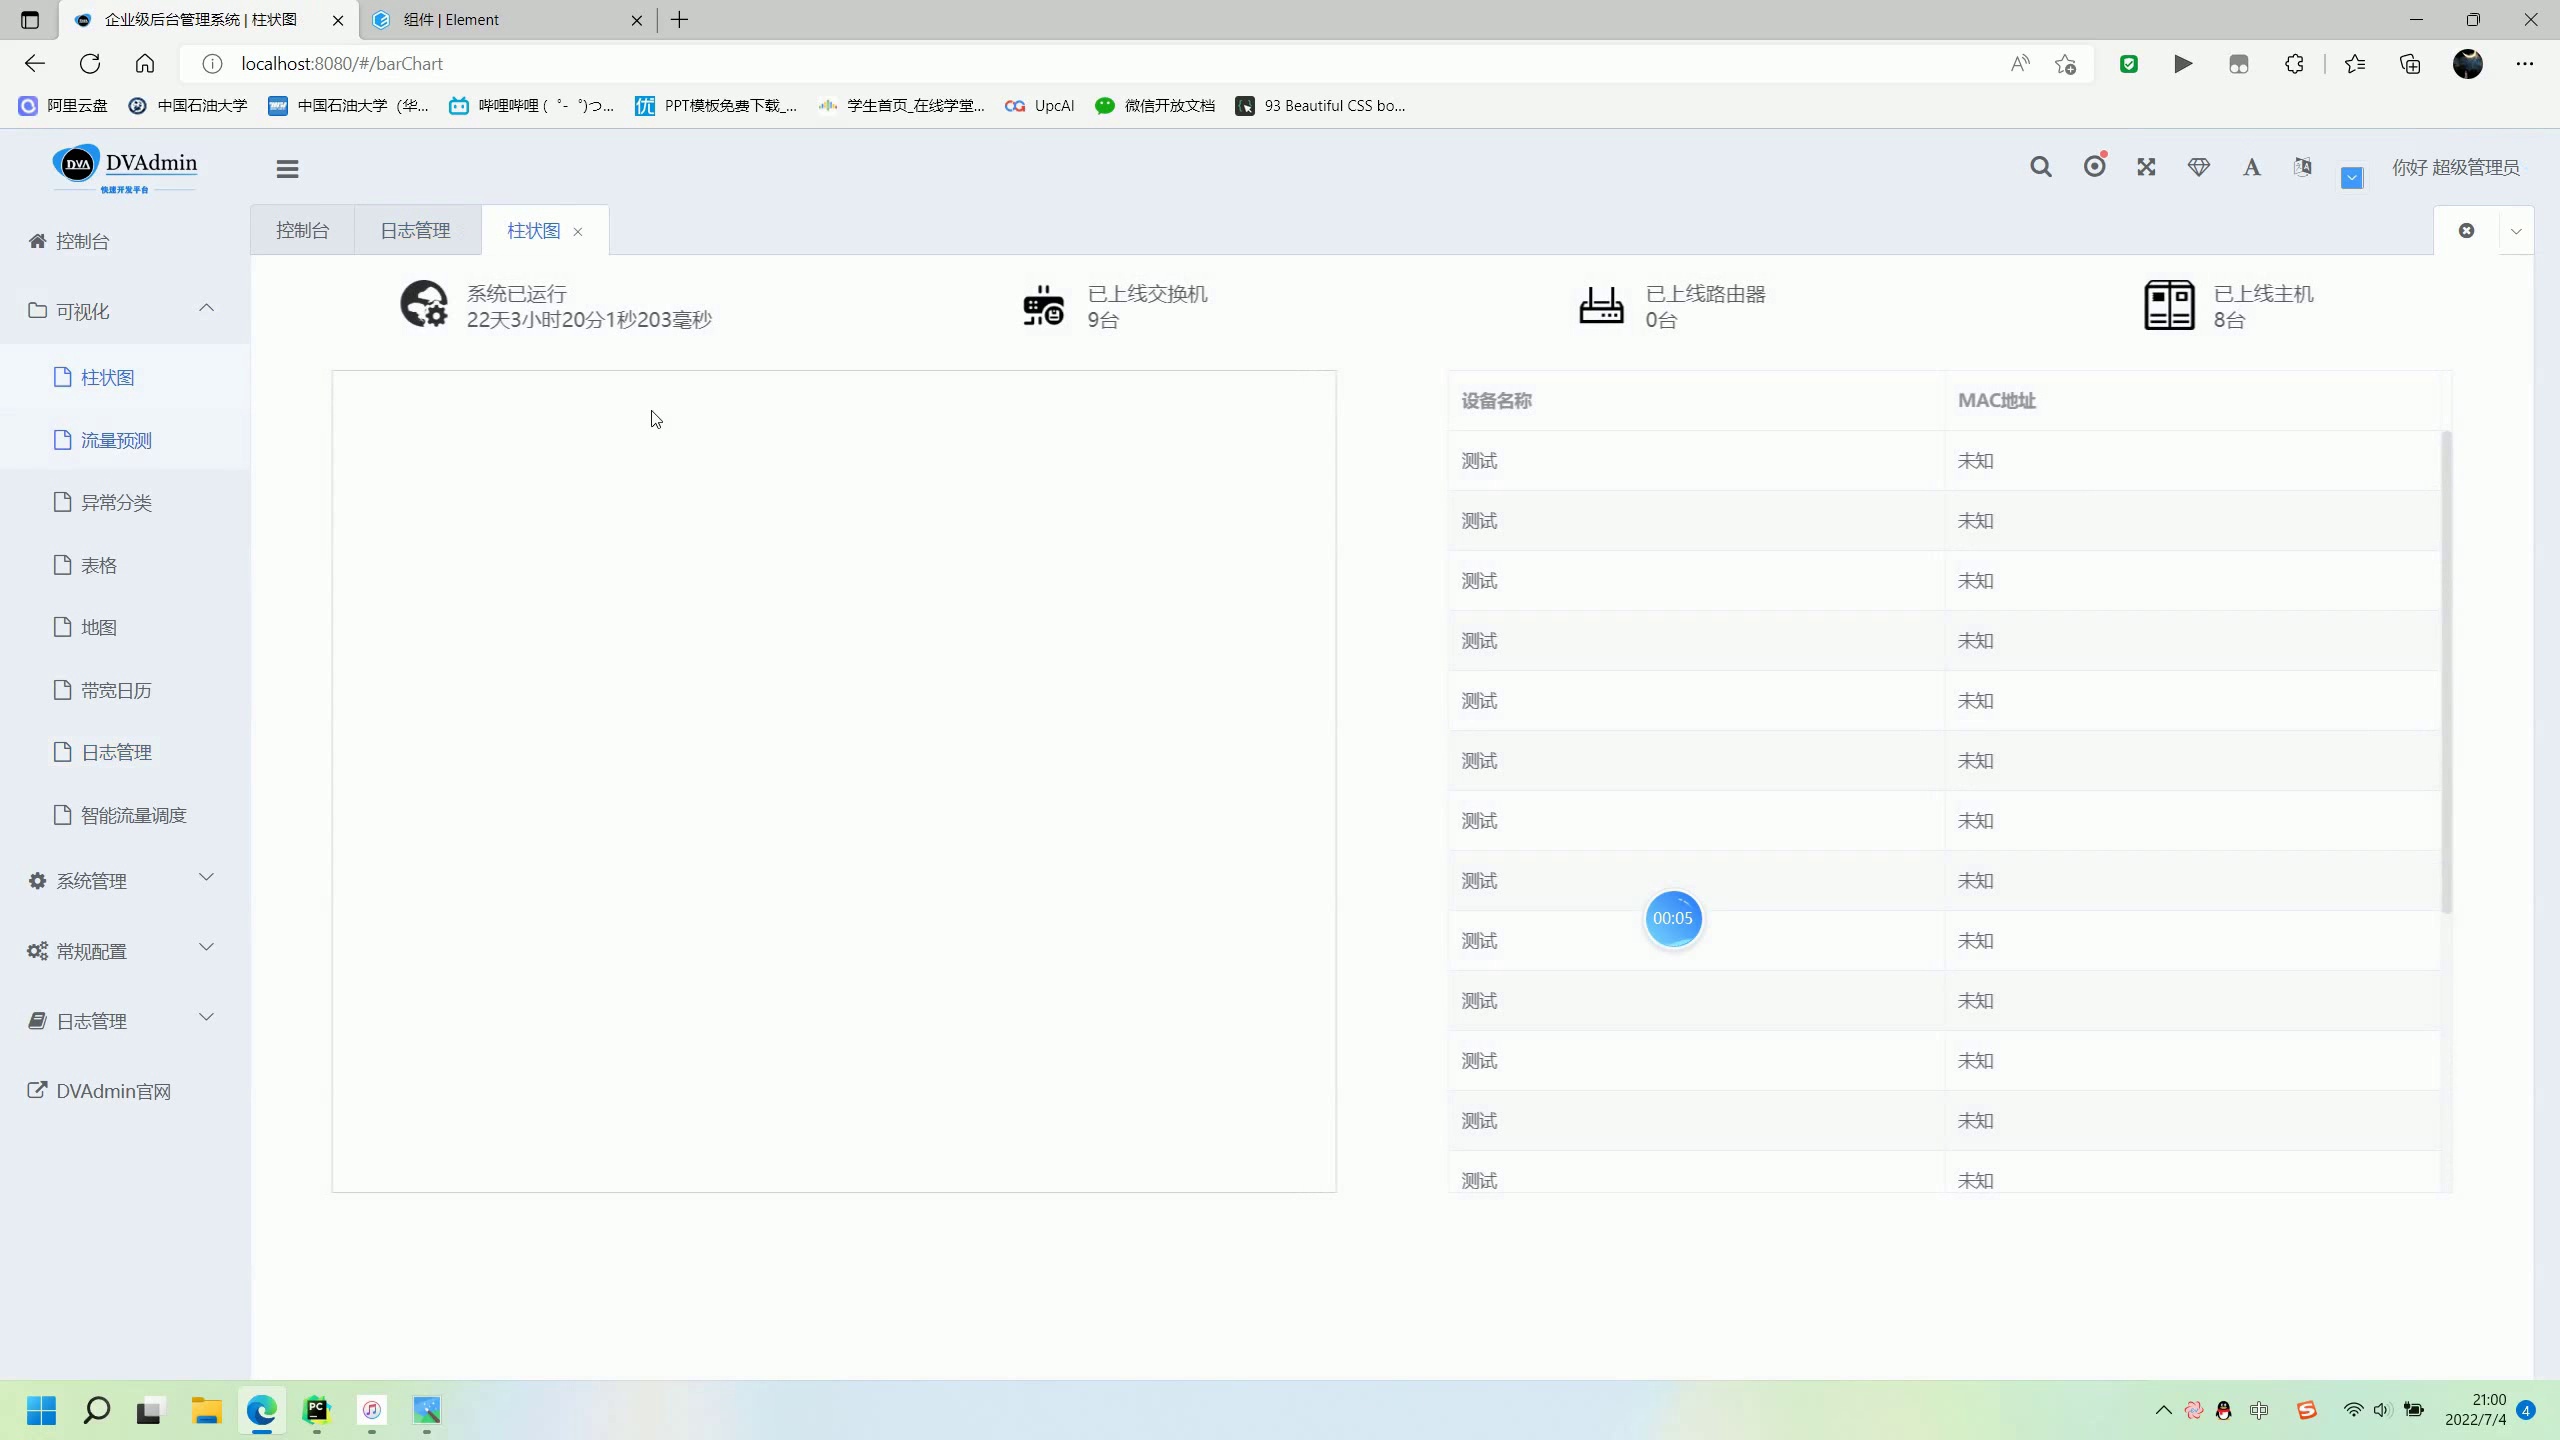 企业级后台管理系统 | 柱状图
组件 | Element
localhost:8080/#/barChart
阿里云盘
中国石油大学
中国石油大学（华...
哔哩哔哩 ( ゜- ゜)つ...
PPT模板免费下载_...
学生首页_在线学堂...
UpcAI
微信开放文档
93 Beautiful CSS bo...
DVA DVAdmin
快速开发平台
你好 超级管理员
控制台
日志管理
柱状图
控制台
可视化
柱状图
流量预测
异常分类
表格
地图
带宽日历
日志管理
智能流量调度
系统管理
常规配置
日志管理
DVAdmin官网
系统已运行
22天3小时20分1秒203毫秒
已上线交换机
9台
已上线路由器
0台
已上线主机
8台
设备名称 MAC地址
测试 未知
测试 未知
测试 未知
测试 未知
测试 未知
测试 未知
测试 未知
测试 未知
测试 未知
测试 未知
测试 未知
测试 未知
测试 未知
00:05
中
21:00
2022/7/4
4